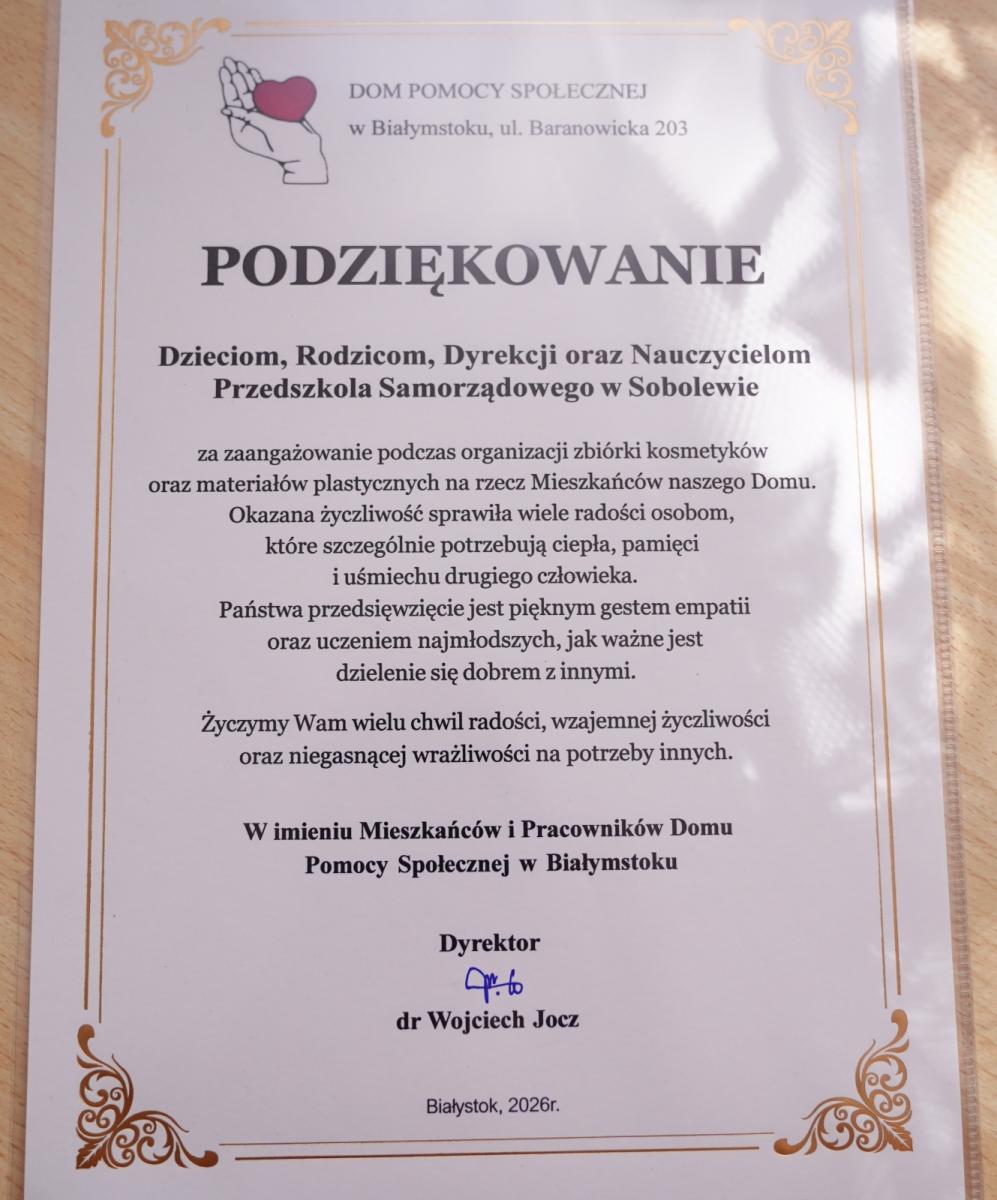 DOM POMOCY SPOŁECZNEJ
w Białymstoku, ul. Baranowicka 203
PODZIĘKOWANIE
Dzieciom, Rodzicom, Dyrekcji oraz Nauczycielom
Przedszkola Samorządowego w Sobolewie
za zaangażowanie podczas organizacji zbiórki kosmetyków
oraz materiałów plastycznych na rzecz Mieszkańców naszego Domu.
Okazana życzliwość sprawiła wiele radości osobom,
które szczególnie potrzebują ciepła, pamięci
i uśmiechu drugiego człowieka.
Państwa przedsięwzięcie jest pięknym gestem empatii
oraz uczeniem najmłodszych, jak ważne jest
dzielenie się dobrem z innymi.
Życzymy Wam wielu chwil radości, wzajemnej życzliwości
oraz niegasnącej wrażliwości na potrzeby innych.
W imieniu Mieszkańców i Pracowników Domu
Pomocy Społecznej w Białymstoku
Dyrektor
dr Wojciech Jocz
Białystok, 2026r.